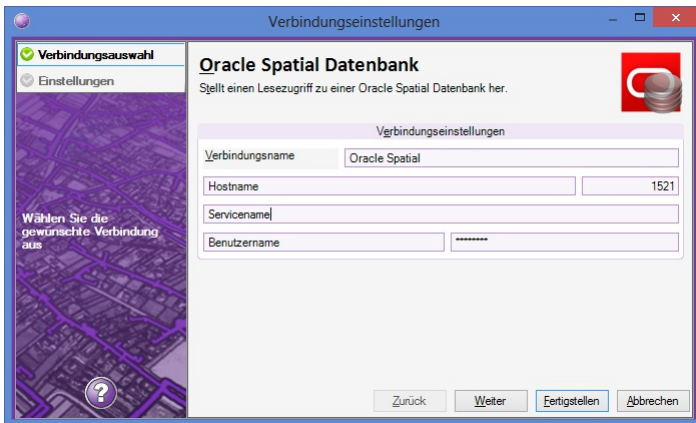 Verbindungseinstellungen
Verbindungsauswahl
Einstellungen
Wählen Sie die
gewünschte Verbindung
aus
?
Oracle Spatial Datenbank
Stellt einen Lesezugriff zu einer Oracle Spatial Datenbank her.
Verbindungseinstellungen
Verbindungsname Oracle Spatial
Hostname 1521
Servicename
Benutzername ********
Zurück Weiter Fertigstellen Abbrechen